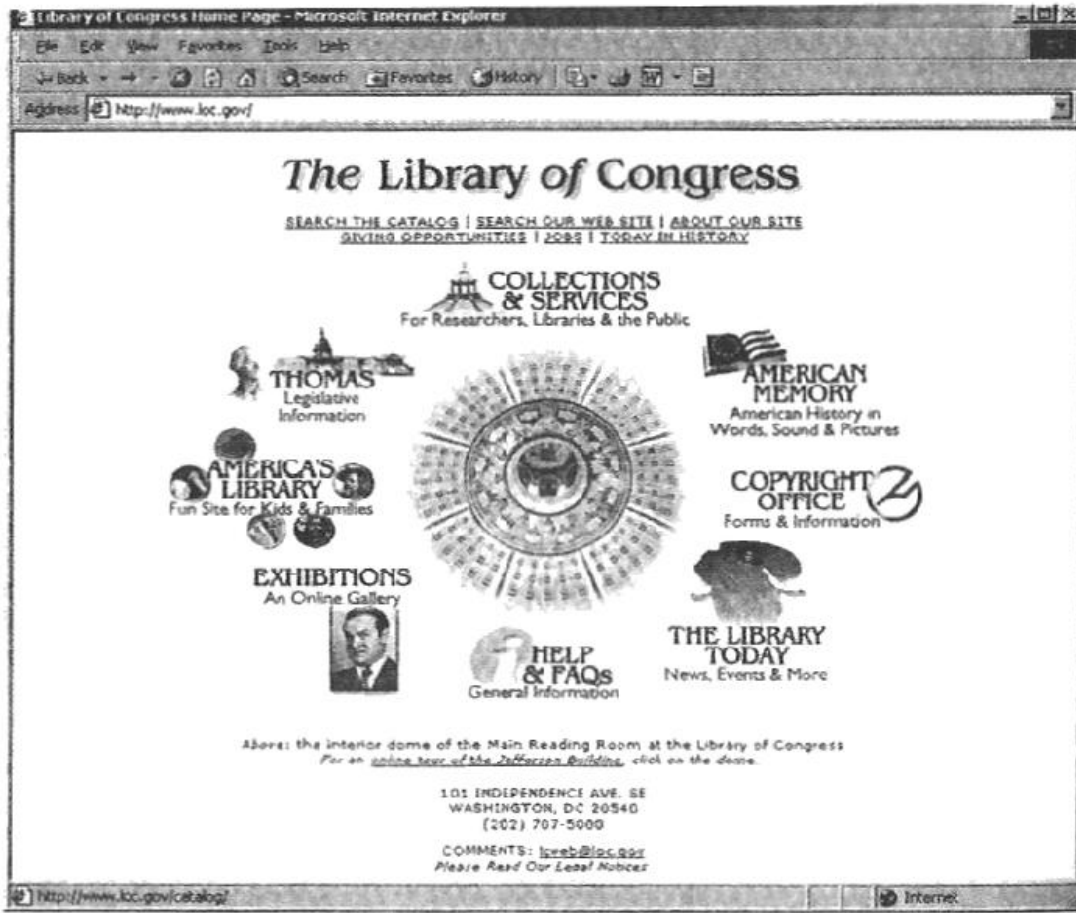 Library of Congress Home Page - Microsoft Internet Explorer
File Edit View Favorites Tools Help
Back Search Favorites History
Address http://www.loc.gov/
The Library of Congress
SEARCH THE CATALOG | SEARCH OUR WEB SITE | ABOUT OUR SITE
GIVING OPPORTUNITIES | JOBS | TODAY IN HISTORY
COLLECTIONS
& SERVICES
For Researchers, Libraries & the Public
THOMAS
Legislative
Information
AMERICAN
MEMORY
American History in
Words, Sound & Pictures
AMERICA'S
LIBRARY
Fun Site for Kids & Families
COPYRIGHT
OFFICE
Forms & Information
EXHIBITIONS
An Online Gallery
THE LIBRARY
TODAY
News, Events & More
HELP
& FAQs
General Information
Above: the interior dome of the Main Reading Room at the Library of Congress
For an online tour of the Jefferson Building, click on the dome.
101 INDEPENDENCE AVE. SE
WASHINGTON, DC 20540
(202) 707-5000
COMMENTS: lcweb@loc.gov
Please Read Our Legal Notices
http://www.loc.gov/catalog/ Internet